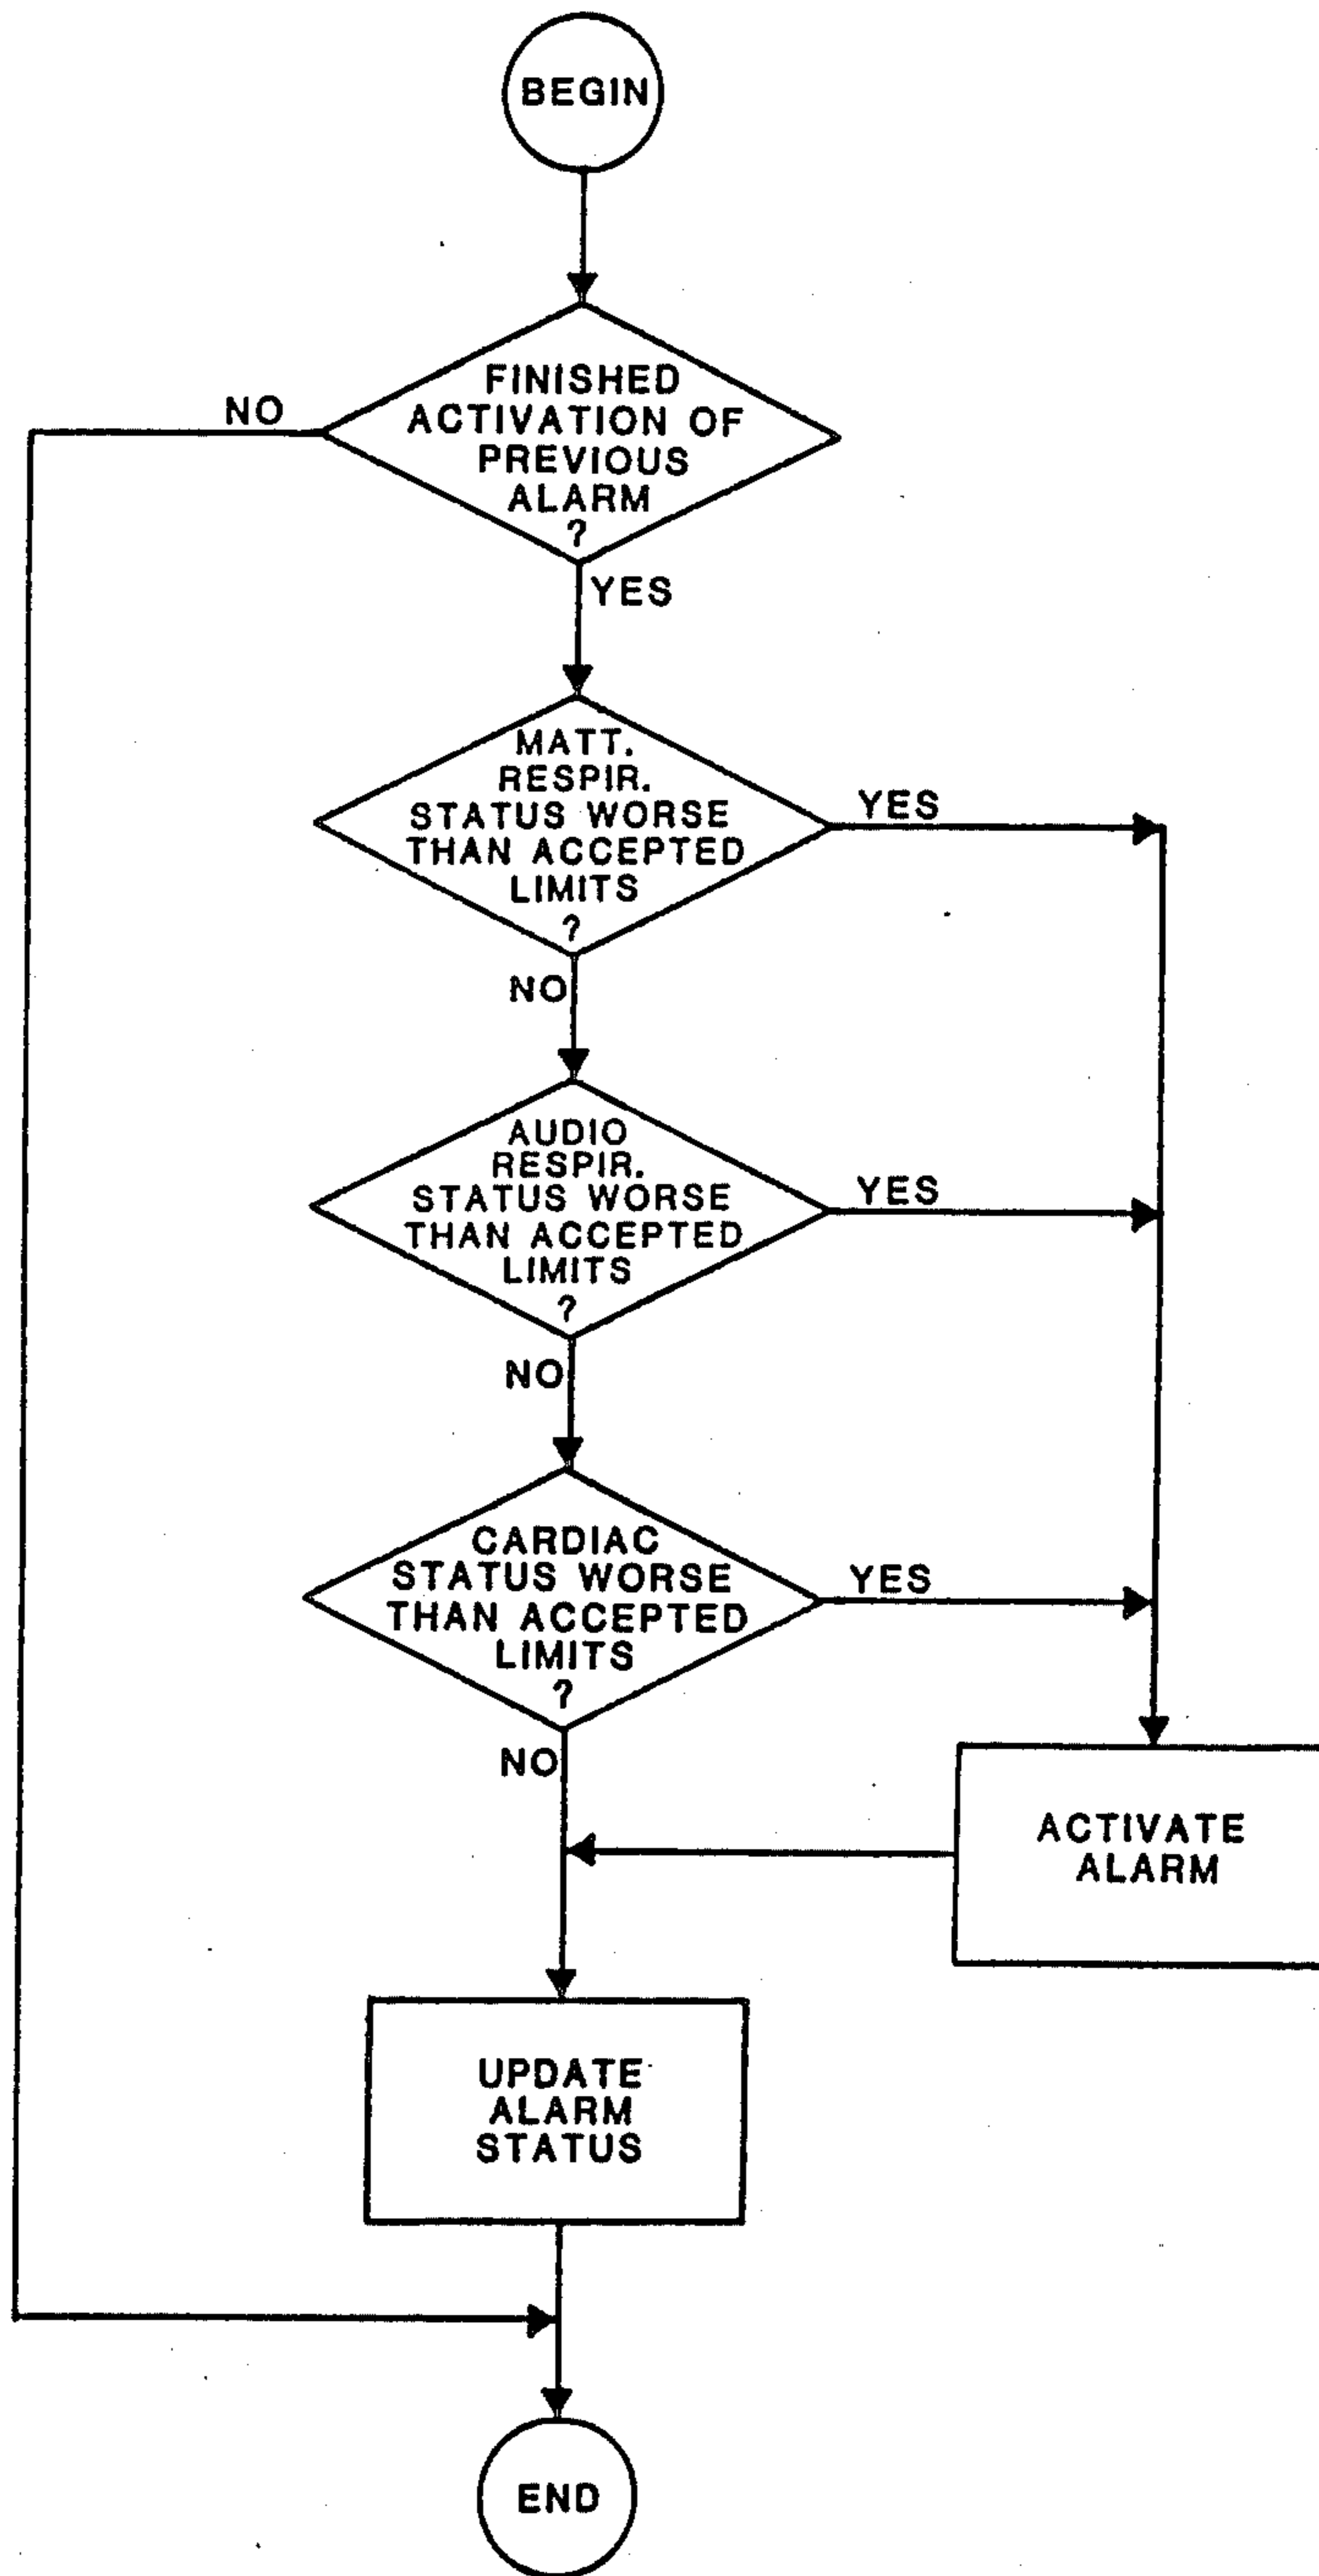 BEGIN
FINISHED
ACTIVATION OF
PREVIOUS
ALARM
?
NO
YES
MATT.
RESPIR.
STATUS WORSE
THAN ACCEPTED
LIMITS
?
YES
NO
AUDIO
RESPIR.
STATUS WORSE
THAN ACCEPTED
LIMITS
?
YES
NO
CARDIAC
STATUS WORSE
THAN ACCEPTED
LIMITS
?
YES
NO
ACTIVATE
ALARM
UPDATE
ALARM
STATUS
END